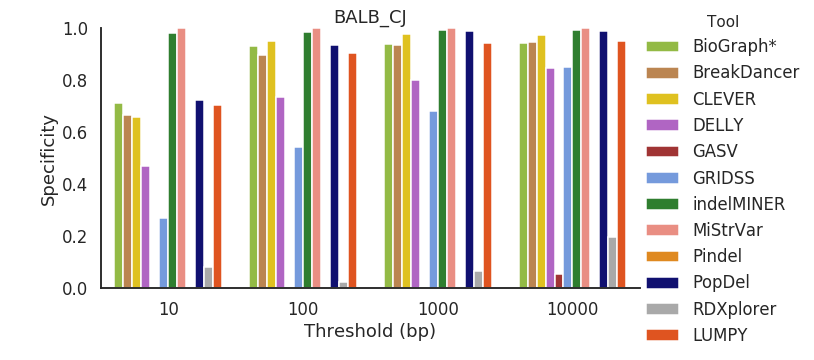 BALB_CJ
Specificity
1.0
0.8
0.6
0.4
0.2
0.0
10
100
1000
10000
Threshold (bp)
Tool
BioGraph*
BreakDancer
CLEVER
DELLY
GASV
GRIDSS
indelMINER
MiStrVar
Pindel
PopDel
RDXplorer
LUMPY